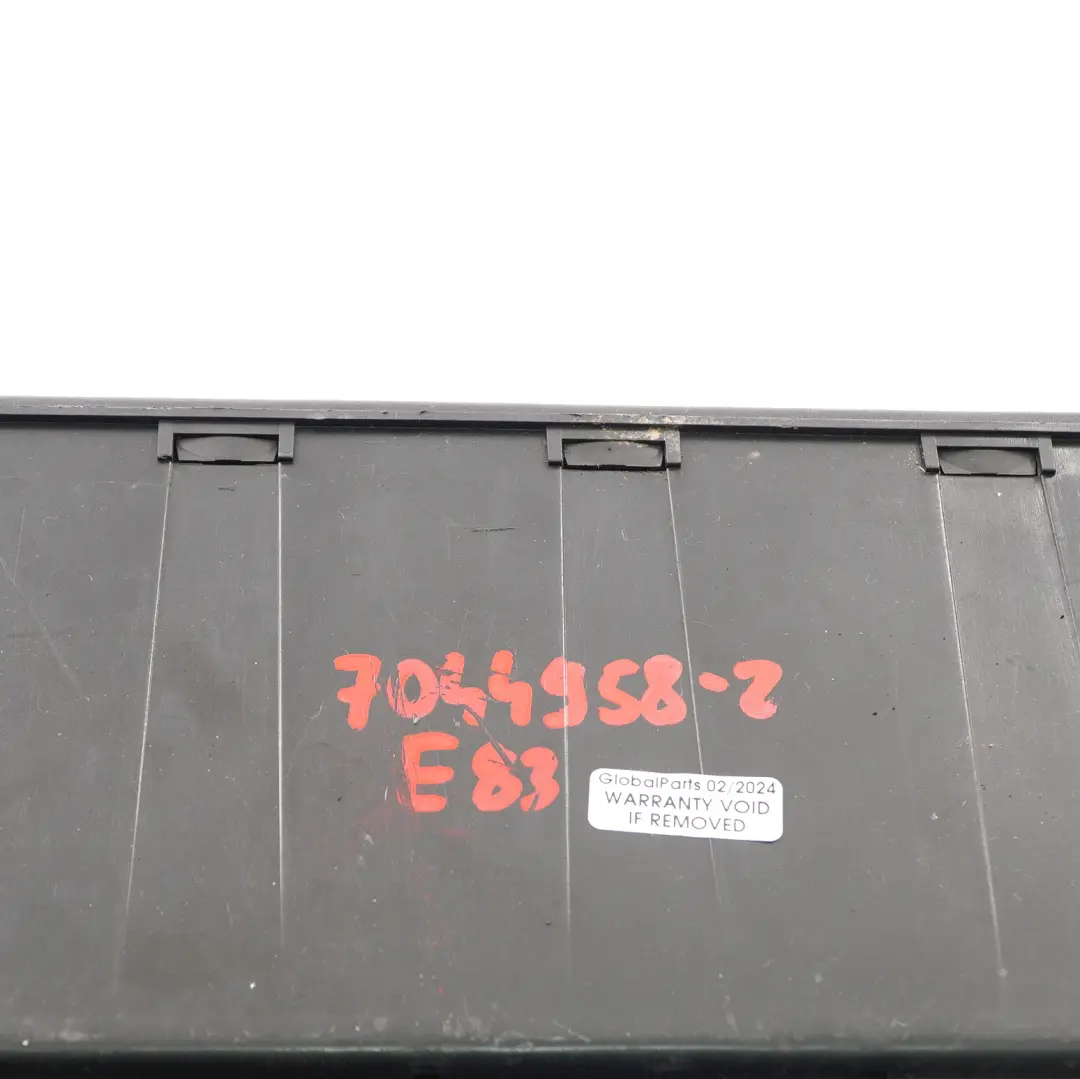 7044958-2
E83
GlobalParts 02/2024
WARRANTY VOID
IF REMOVED